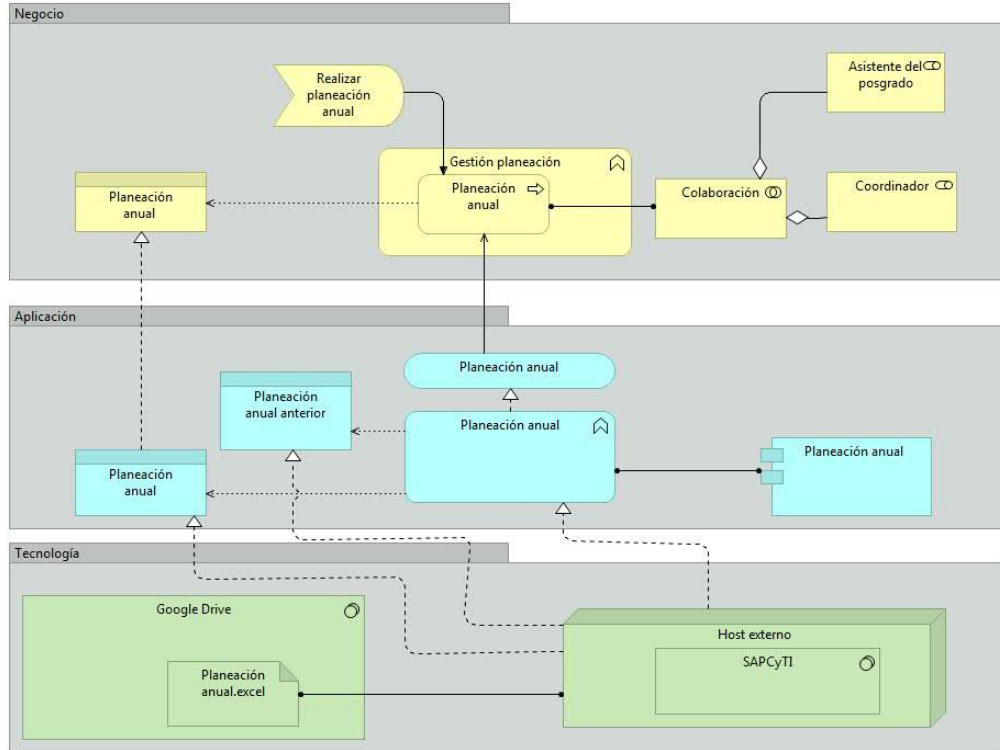 Negocio
Realizar
planeación
anual
Asistente del
posgrado
Gestión planeación
Planeación
anual
Planeación
anual
Colaboración
Coordinador
Aplicación
Planeación anual
Planeación
anual anterior
Planeación anual
Planeación anual
Planeación
anual
Tecnología
Google Drive
Host externo
SAPCyTI
Planeación
anual.excel